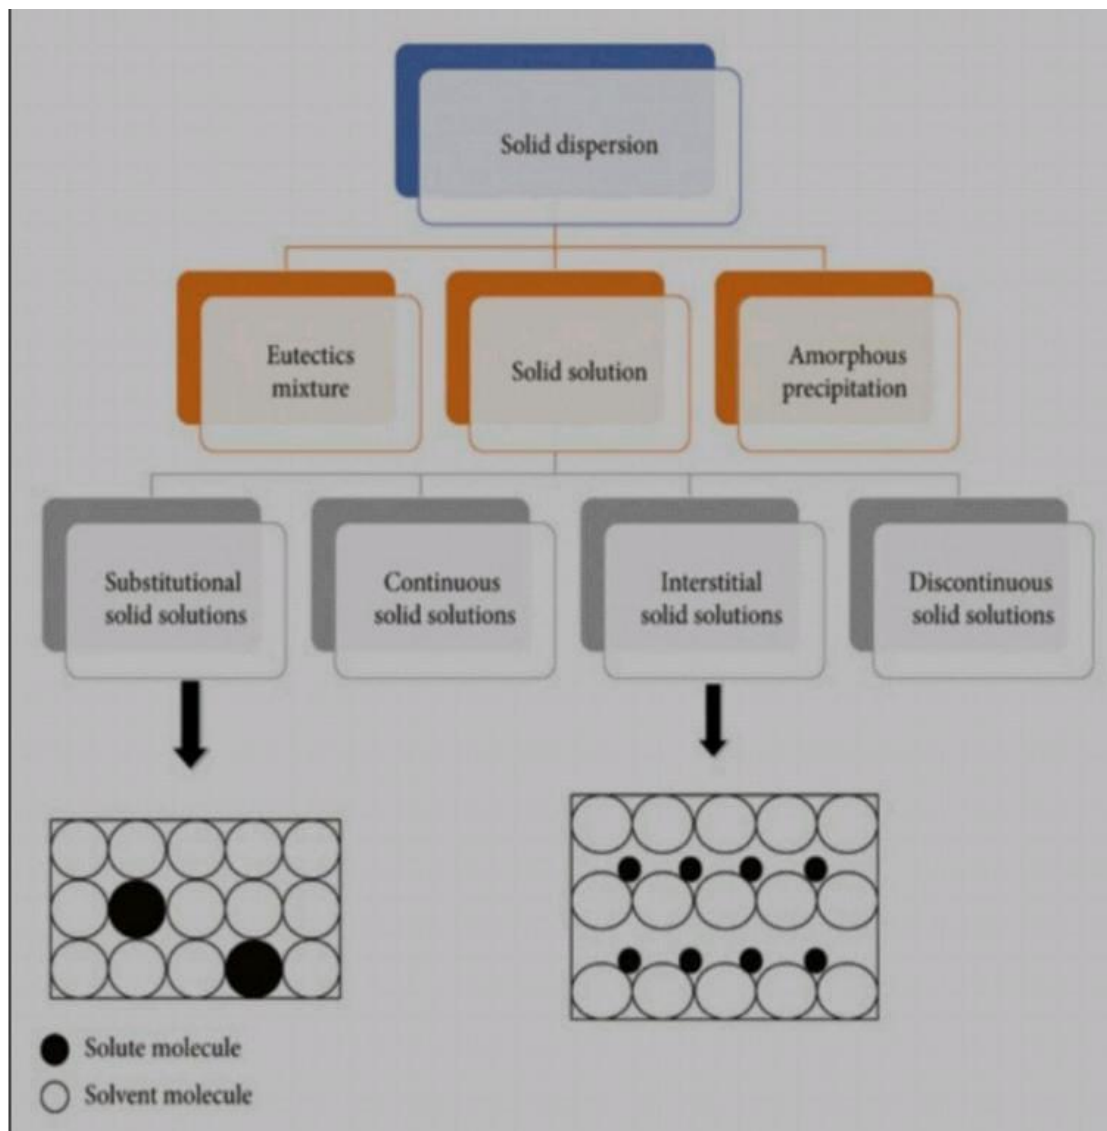 Solid dispersion
Eutectics
mixture
Solid solution
Amorphous
precipitation
Substitutional
solid solutions
Continuous
solid solutions
Interstitial
solid solutions
Discontinuous
solid solutions
Solute molecule
Solvent molecule